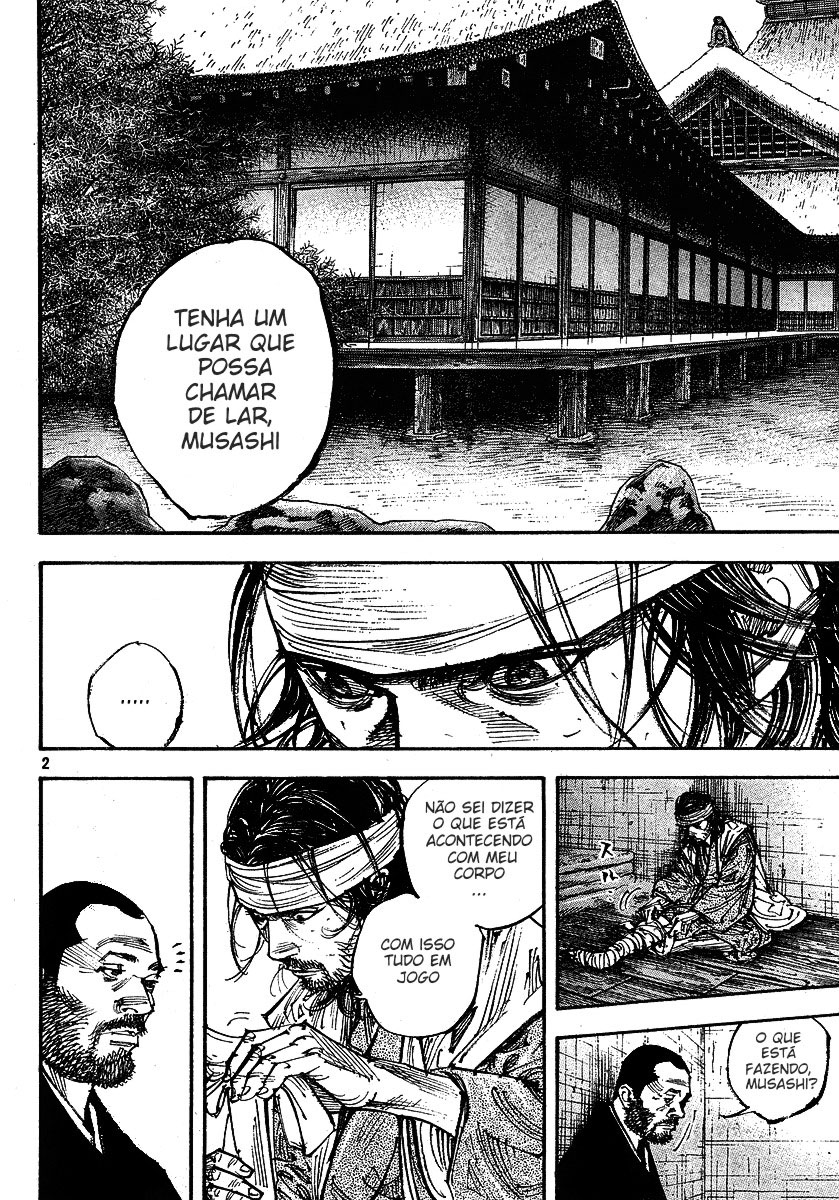 TENHA UM
LUGAR QUE
POSSA
CHAMAR
DE LAR,
MUSASHI
.....
2
NÃO SEI DIZER
O QUE ESTÁ
ACONTECENDO
COM MEU
CORPO
...
COM ISSO
TUDO EM
JOGO
O QUE
ESTÁ
FAZENDO,
MUSASHI?